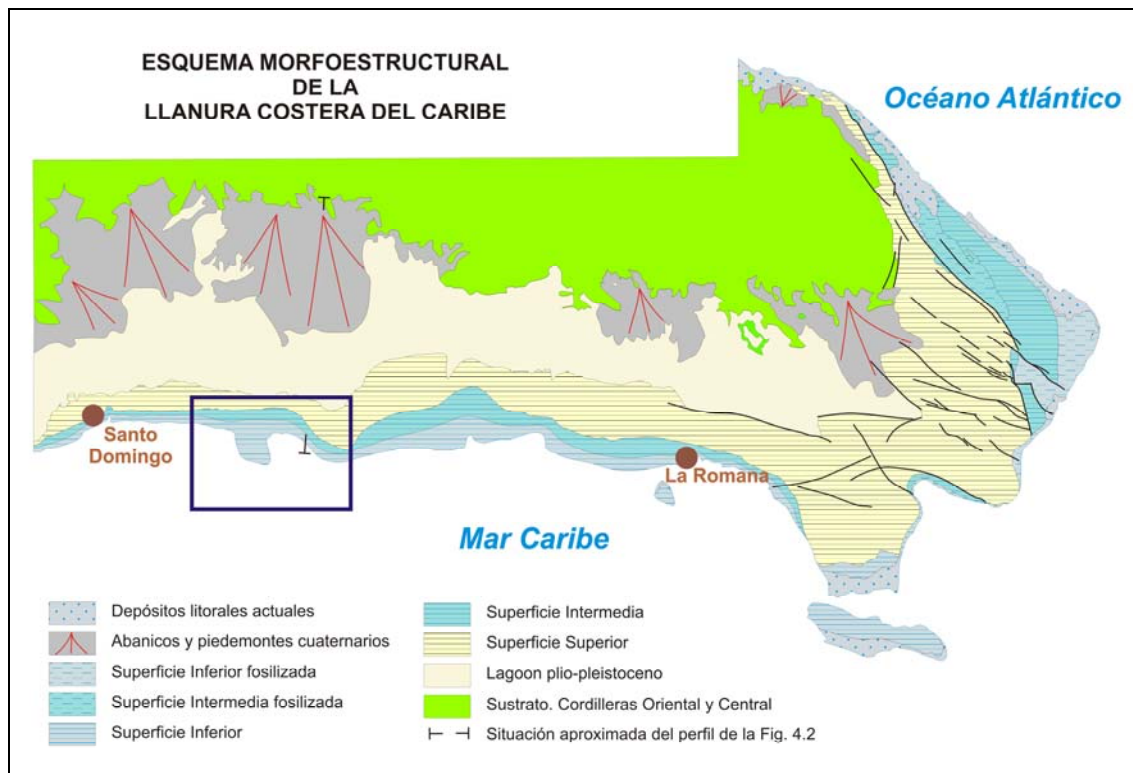 ESQUEMA MORFOESTRUCTURAL
DE LA
LLANURA COSTERA DEL CARIBE
Océano Atlántico
Santo
Domingo
La Romana
Mar Caribe
Depósitos litorales actuales
Abanicos y piedemontes cuaternarios
Superficie Inferior fosilizada
Superficie Intermedia fosilizada
Superficie Inferior
Superficie Intermedia
Superficie Superior
Lagoon plio-pleistoceno
Sustrato. Cordilleras Oriental y Central
Situación aproximada del perfil de la Fig. 4.2